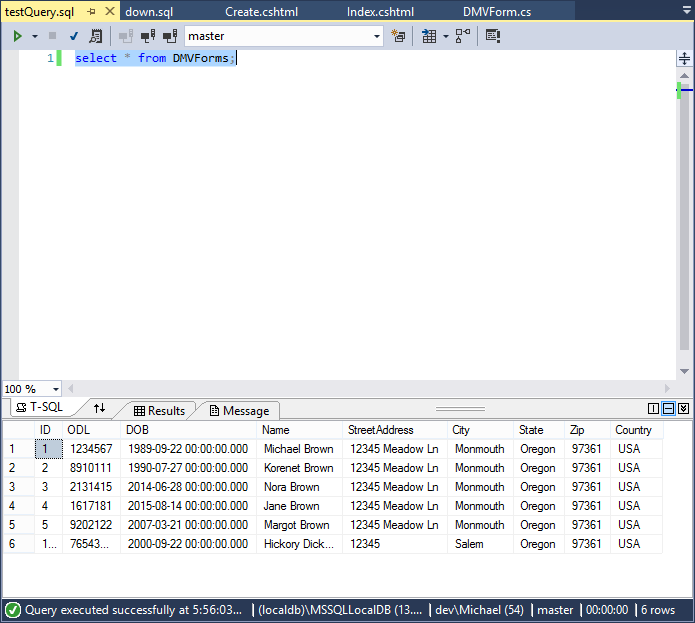 testQuery.sql down.sql Create.cshtml Index.cshtml DMVForm.cs
master
1 select * from DMVForms;
100 %
T-SQL Results Message
ID ODL DOB Name StreetAddress City State Zip Country
1 1 1234567 1989-09-22 00:00:00.000 Michael Brown 12345 Meadow Ln Monmouth Oregon 97361 USA
2 2 8910111 1990-07-27 00:00:00.000 Korenet Brown 12345 Meadow Ln Monmouth Oregon 97361 USA
3 3 2131415 2014-06-28 00:00:00.000 Nora Brown 12345 Meadow Ln Monmouth Oregon 97361 USA
4 4 1617181 2015-08-14 00:00:00.000 Jane Brown 12345 Meadow Ln Monmouth Oregon 97361 USA
5 5 9202122 2007-03-21 00:00:00.000 Margot Brown 12345 Meadow Ln Monmouth Oregon 97361 USA
6 1... 76543... 2000-09-22 00:00:00.000 Hickory Dick... 12345 Salem Oregon 97361 USA
Query executed successfully at 5:56:03... | (localdb)\MSSQLLocalDB (13.... | dev\Michael (54) | master | 00:00:00 | 6 rows